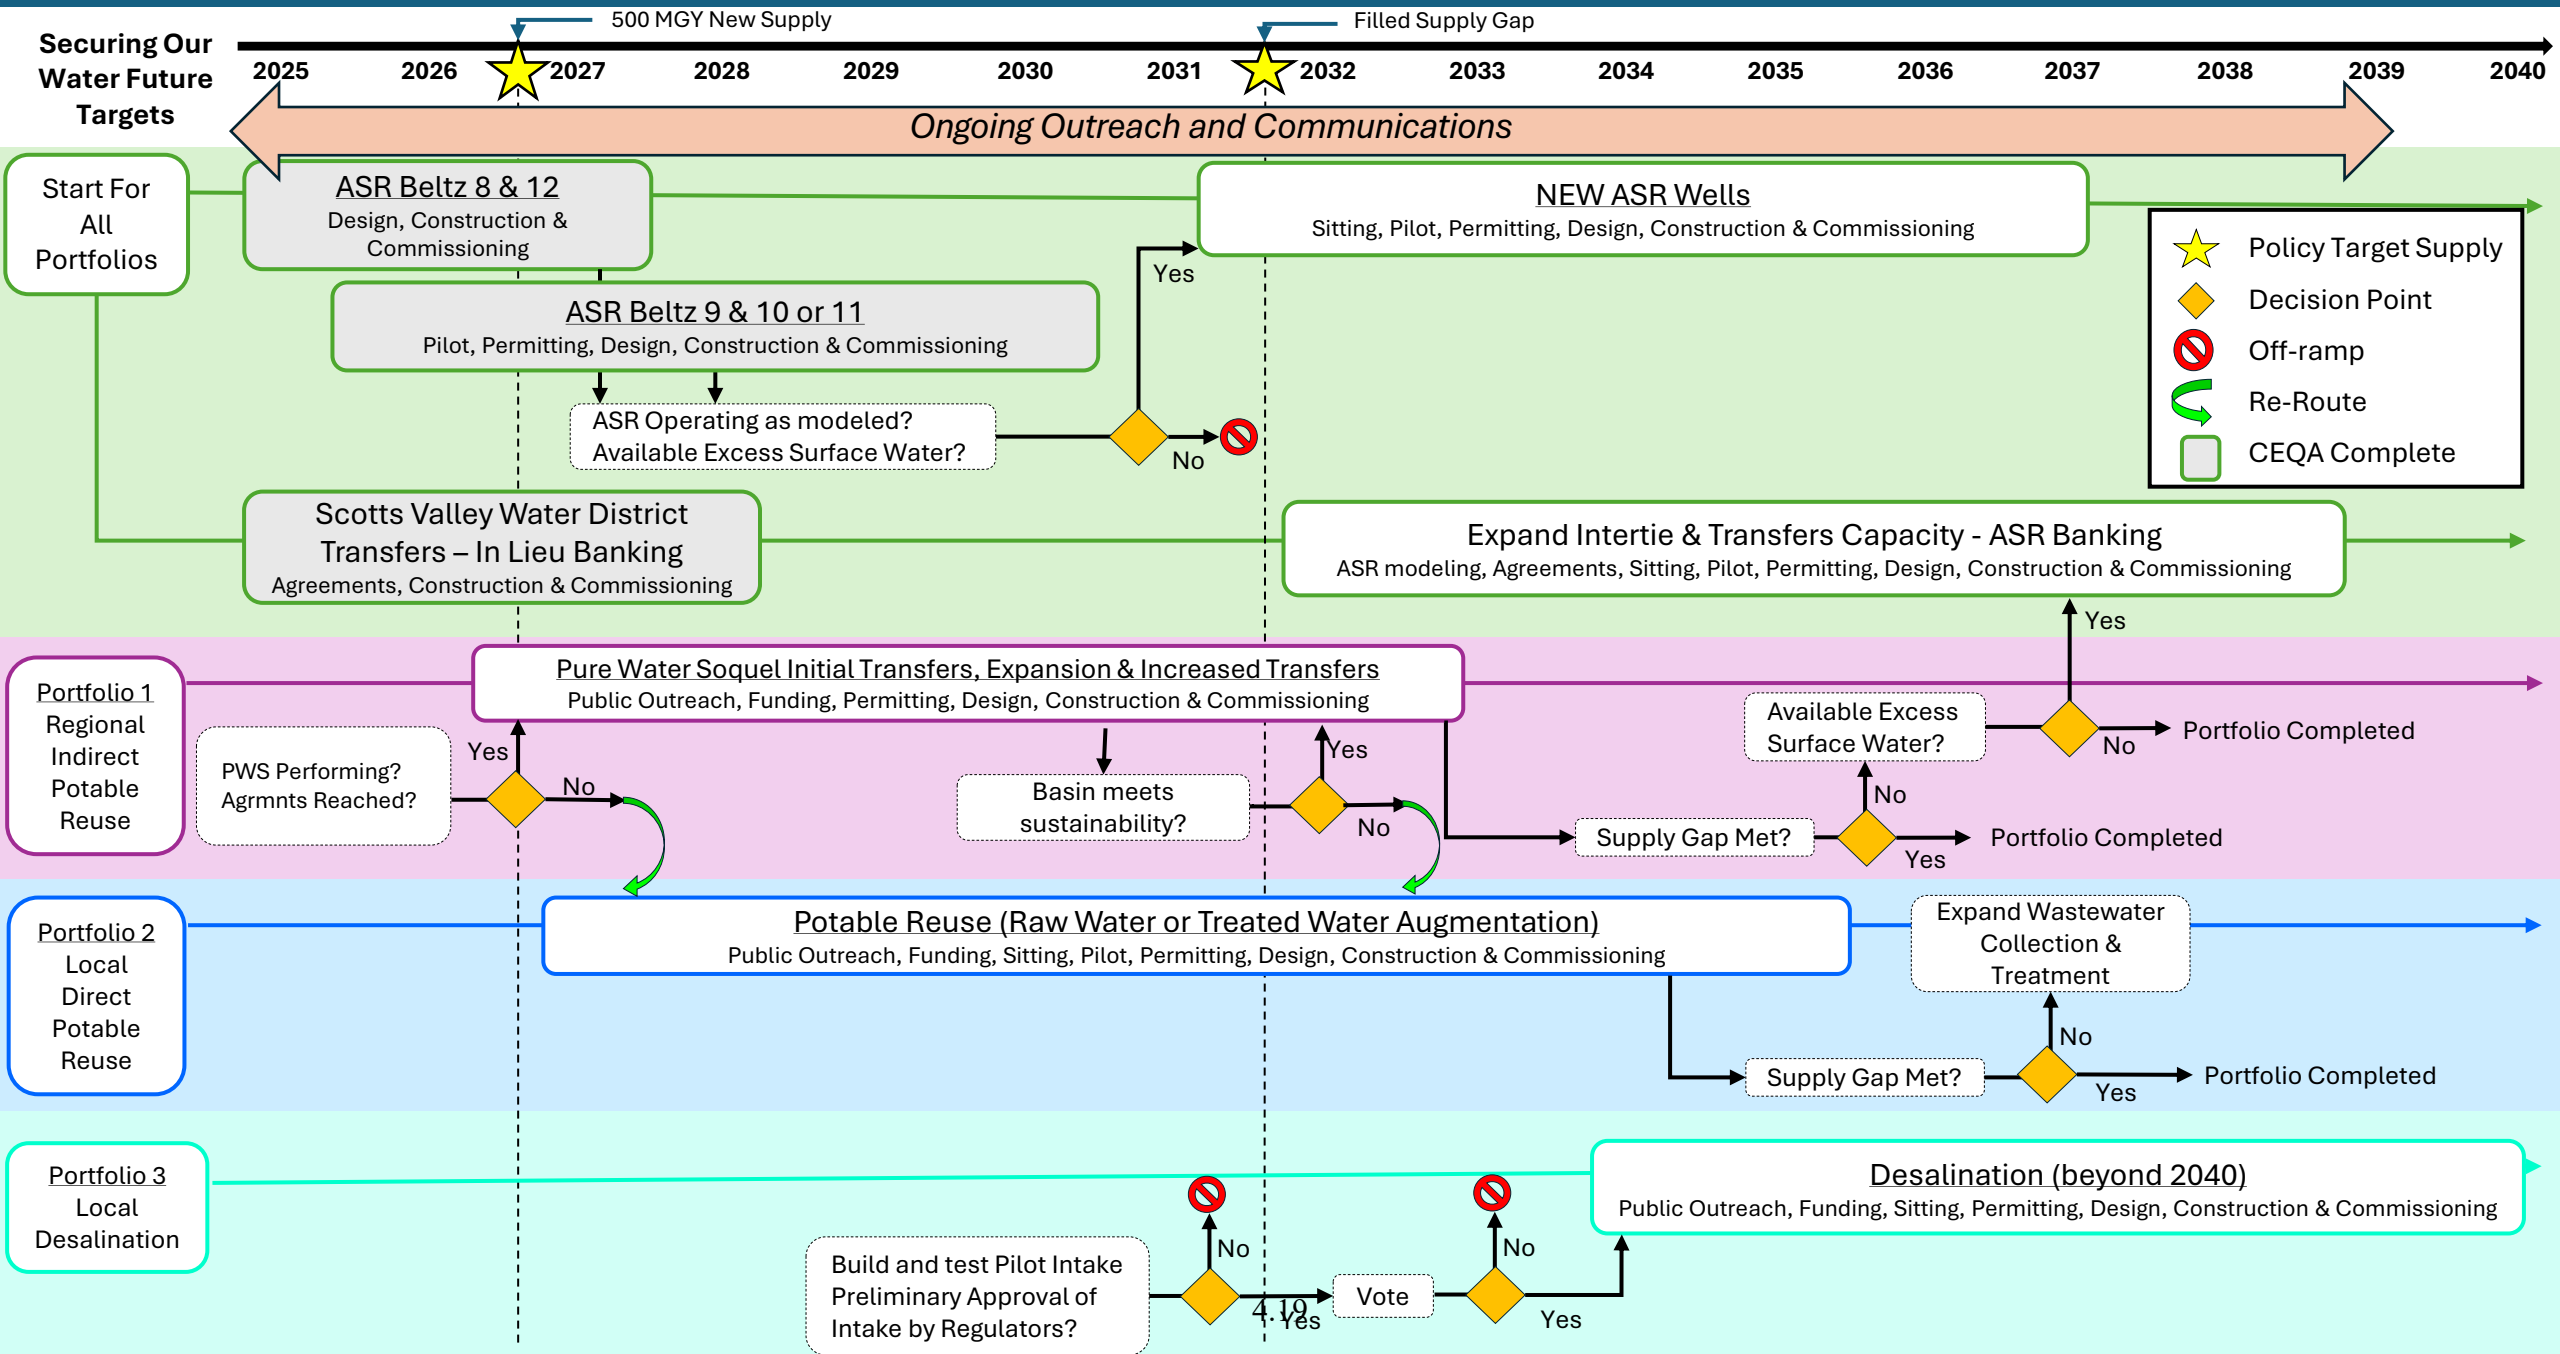 500 MGY New Supply
Filled Supply Gap
Securing Our
Water Future
Targets
2025 2026 2027 2028 2029 2030 2031 2032 2033 2034 2035 2036 2037 2038 2039 2040
Ongoing Outreach and Communications
Start For
All
Portfolios
ASR Beltz 8 & 12
Design, Construction &
Commissioning
NEW ASR Wells
Sitting, Pilot, Permitting, Design, Construction & Commissioning
Yes
ASR Beltz 9 & 10 or 11
Pilot, Permitting, Design, Construction & Commissioning
ASR Operating as modeled?
Available Excess Surface Water?
No
Policy Target Supply
Decision Point
Off-ramp
Re-Route
CEQA Complete
Scotts Valley Water District
Transfers – In Lieu Banking
Agreements, Construction & Commissioning
Expand Intertie & Transfers Capacity - ASR Banking
ASR modeling, Agreements, Sitting, Pilot, Permitting, Design, Construction & Commissioning
Yes
Portfolio 1
Regional
Indirect
Potable
Reuse
Pure Water Soquel Initial Transfers, Expansion & Increased Transfers
Public Outreach, Funding, Permitting, Design, Construction & Commissioning
PWS Performing?
Agrmnts Reached?
Yes
No
Basin meets
sustainability?
Yes
No
Available Excess
Surface Water?
No
Portfolio Completed
No
Supply Gap Met?
Yes
Portfolio Completed
Portfolio 2
Local
Direct
Potable
Reuse
Potable Reuse (Raw Water or Treated Water Augmentation)
Public Outreach, Funding, Sitting, Pilot, Permitting, Design, Construction & Commissioning
Expand Wastewater
Collection &
Treatment
No
Supply Gap Met?
Yes
Portfolio Completed
Portfolio 3
Local
Desalination
Desalination (beyond 2040)
Public Outreach, Funding, Sitting, Permitting, Design, Construction & Commissioning
Build and test Pilot Intake
Preliminary Approval of
Intake by Regulators?
No
Yes
Vote
No
Yes
4.19